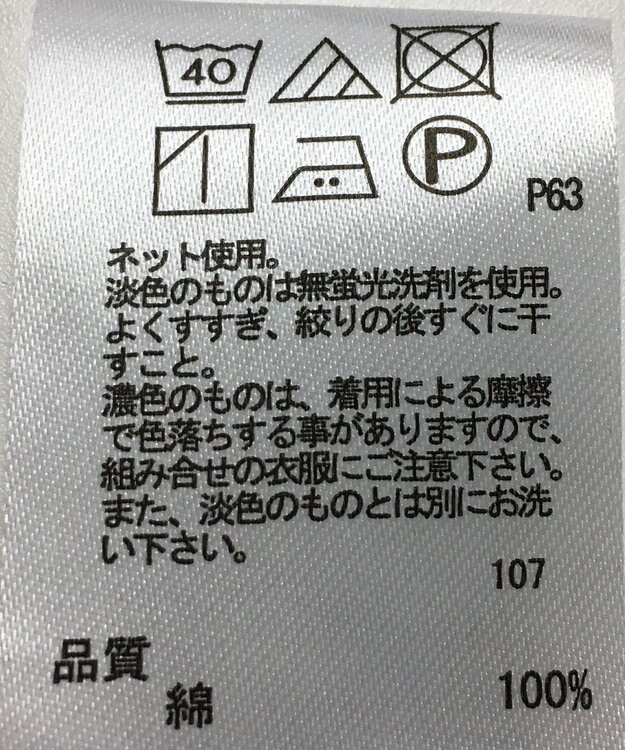 40
P
P63
ネット使用。
淡色のものは無蛍光洗剤を使用。
よくすすぎ、絞りの後すぐに干
すこと。
濃色のものは、着用による摩擦
で色落ちする事がありますので、
組み合せの衣服にご注意下さい。
また、淡色のものとは別にお洗
い下さい。
107
品質
綿 100%